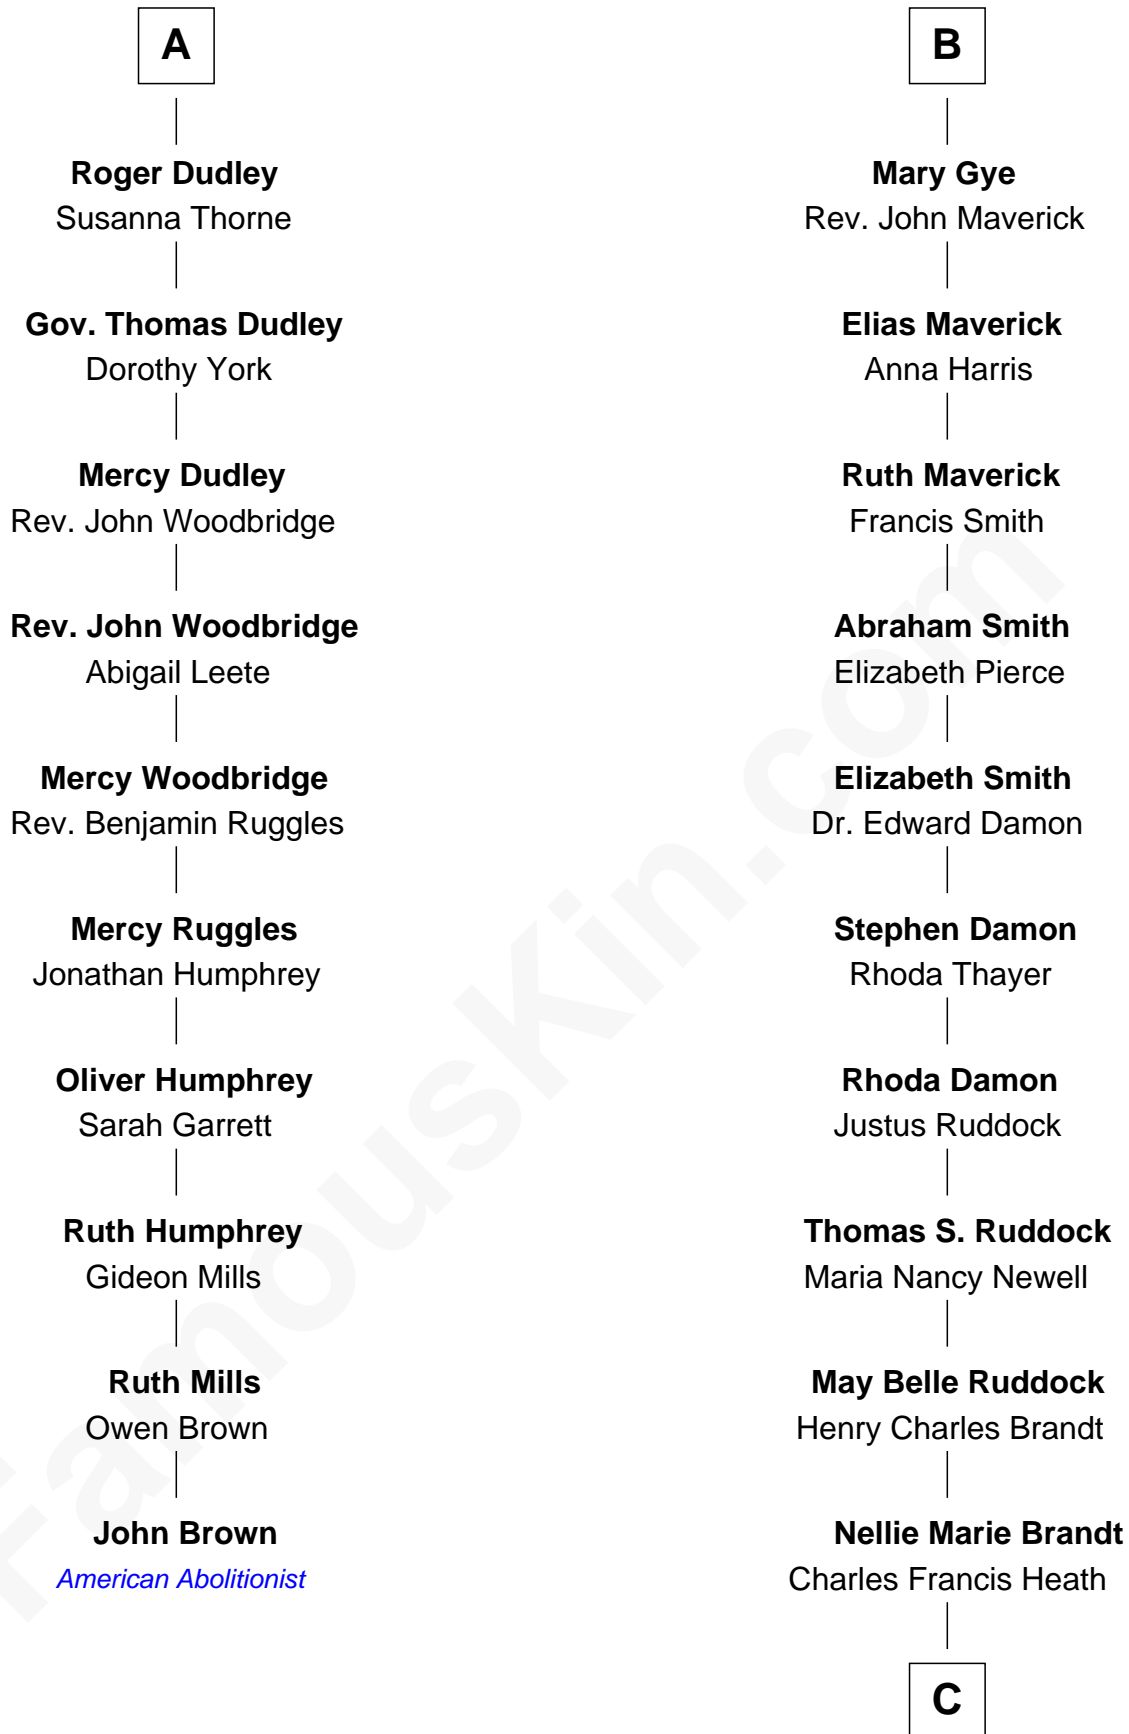 A
Roger Dudley
Susanna Thorne
Gov. Thomas Dudley
Dorothy York
Mercy Dudley
Rev. John Woodbridge
Rev. John Woodbridge
Abigail Leete
Mercy Woodbridge
Rev. Benjamin Ruggles
Mercy Ruggles
Jonathan Humphrey
Oliver Humphrey
Sarah Garrett
Ruth Humphrey
Gideon Mills
Ruth Mills
Owen Brown
John Brown
American Abolitionist
B
Mary Gye
Rev. John Maverick
Elias Maverick
Anna Harris
Ruth Maverick
Francis Smith
Abraham Smith
Elizabeth Pierce
Elizabeth Smith
Dr. Edward Damon
Stephen Damon
Rhoda Thayer
Rhoda Damon
Justus Ruddock
Thomas S. Ruddock
Maria Nancy Newell
May Belle Ruddock
Henry Charles Brandt
Nellie Marie Brandt
Charles Francis Heath
C
FamousKin.com